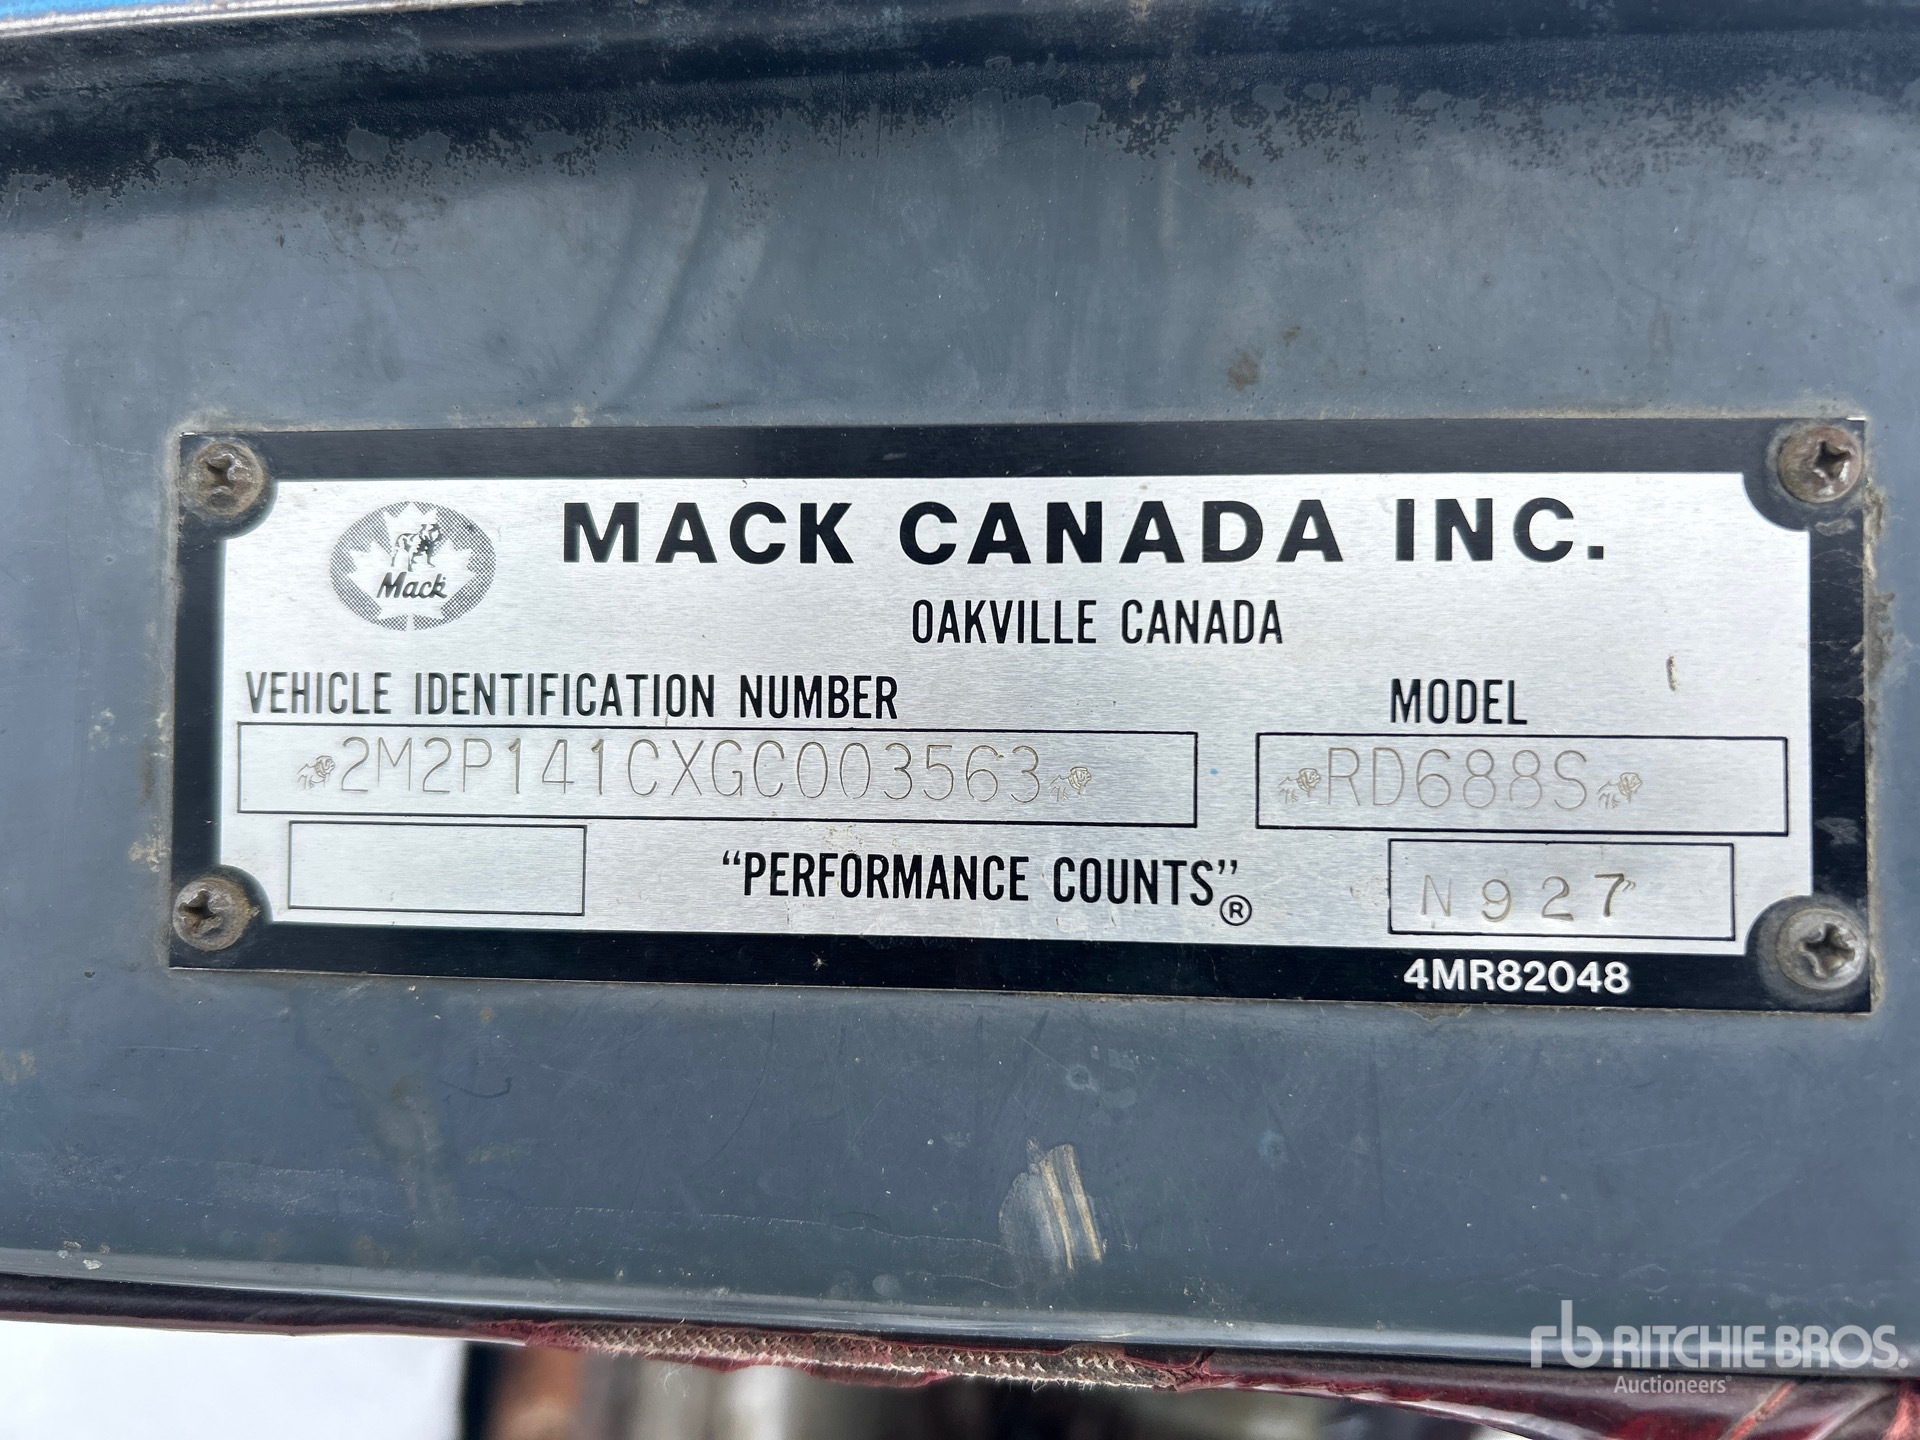 MACK CANADA INC.
Mack
OAKVILLE CANADA
VEHICLE IDENTIFICATION NUMBER
MODEL
2M2P141CXGC003563
RD688S
"PERFORMANCE COUNTS"®
N927
4MR82048
rb RITCHIE BROS.
Auctioneers